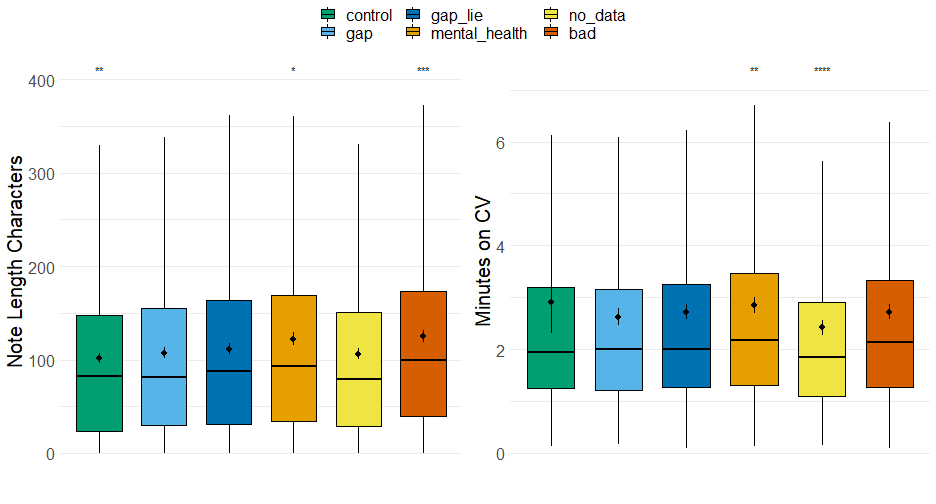 control gap_lie no_data
gap mental_health bad
** * ***
** ****
Note Length Characters
400
300
200
100
0
Minutes on CV
6
4
2
0